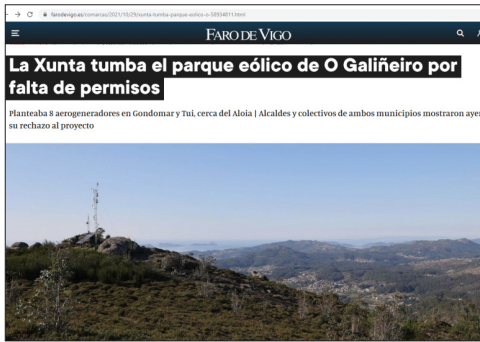 farodevigo.es/comarcas/2021/10/29/xunta-tumba-parque-eolico-o-58934011.html
FARO DE VIGO
La Xunta tumba el parque eólico de O Galiñeiro por
falta de permisos
Planteaba 8 aerogeneradores en Gondomar y Tui, cerca del Aloia | Alcaldes y colectivos de ambos municipios mostraron ayer
su rechazo al proyecto